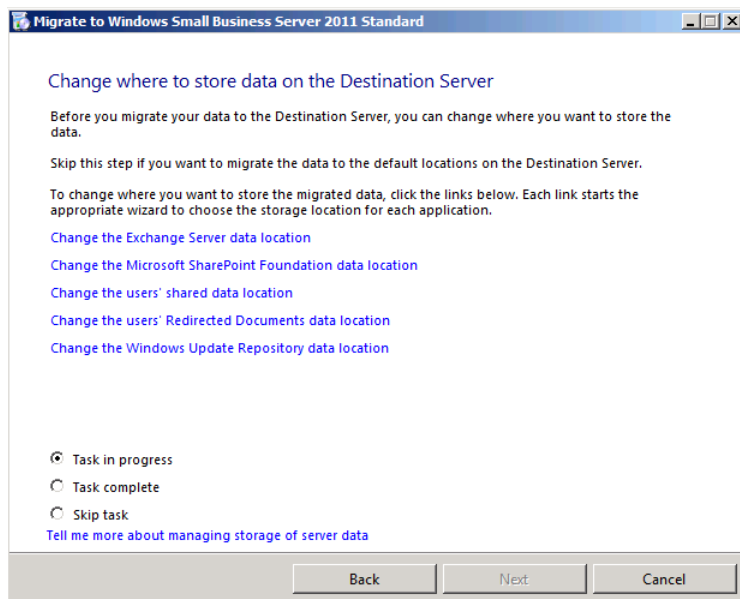 Migrate to Windows Small Business Server 2011 Standard
Change where to store data on the Destination Server
Before you migrate your data to the Destination Server, you can change where you want to store the
data.
Skip this step if you want to migrate the data to the default locations on the Destination Server.
To change where you want to store the migrated data, click the links below. Each link starts the
appropriate wizard to choose the storage location for each application.
Change the Exchange Server data location
Change the Microsoft SharePoint Foundation data location
Change the users' shared data location
Change the users' Redirected Documents data location
Change the Windows Update Repository data location
Task in progress
Task complete
Skip task
Tell me more about managing storage of server data
Back Next Cancel